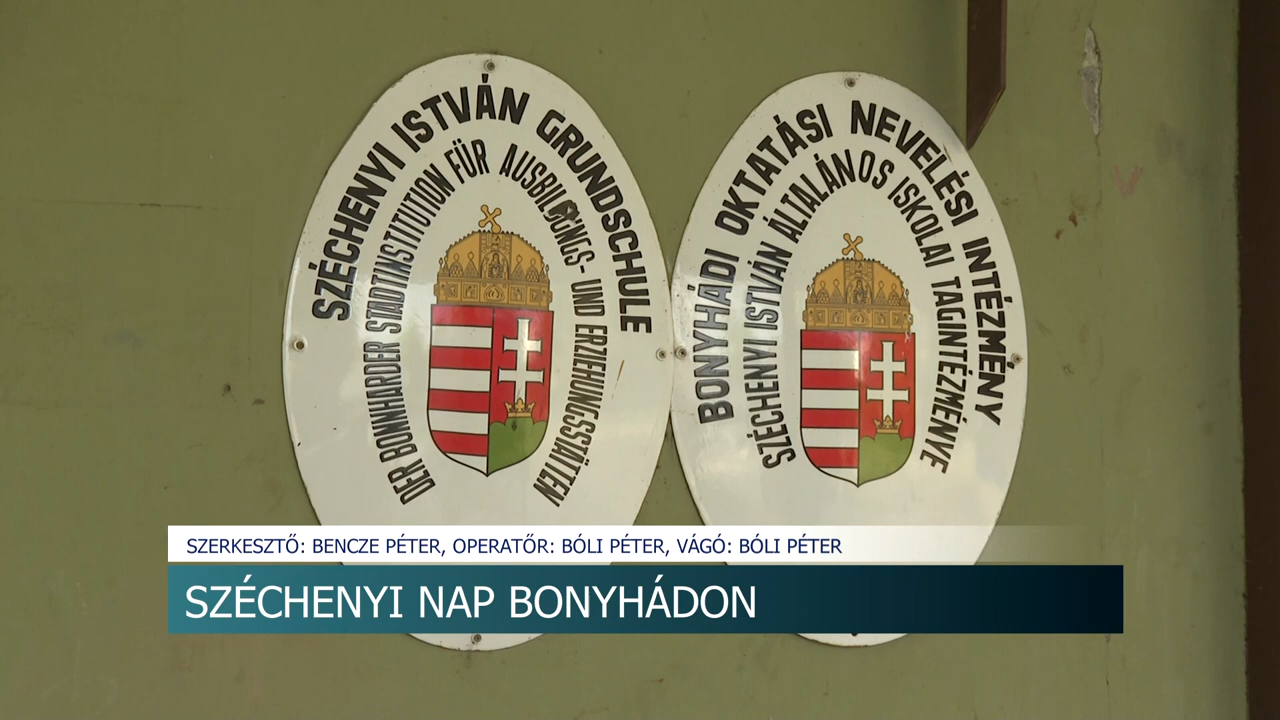 SZÉCHENYI ISTVÁN GRUNDSCHULE
DER BONNHARDER STADTINSTITUTION FÜR AUSBILDUNGS- UND ERZIEHUNGSSTÄTTEN
BONYHÁDI OKTATÁSI NEVELÉSI INTÉZMÉNY
SZÉCHENYI ISTVÁN ÁLTALÁNOS ISKOLAI TAGINTÉZMÉNYE
SZERKESZTŐ: BENCZE PÉTER, OPERATŐR: BÓLI PÉTER, VÁGÓ: BÓLI PÉTER
SZÉCHENYI NAP BONYHÁDON